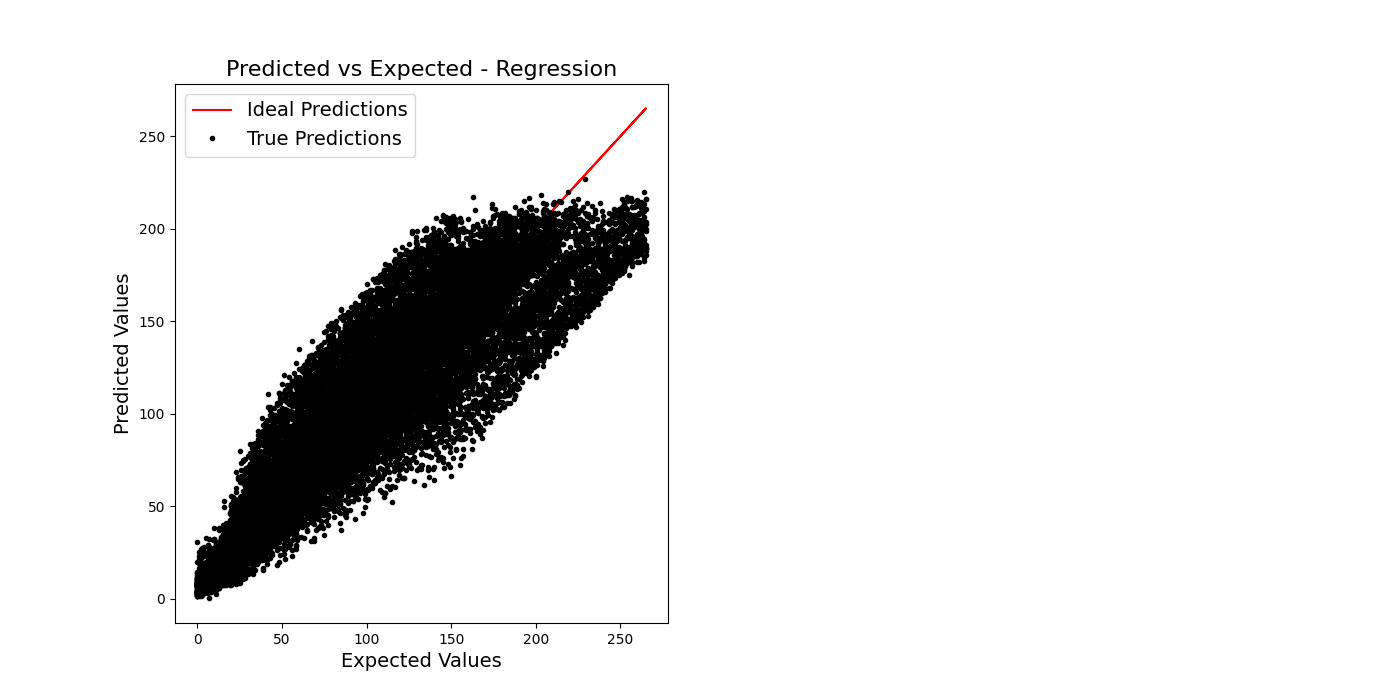 Predicted vs Expected - Regression
Ideal Predictions
True Predictions
250
200
150
100
50
0
Predicted Values
0 50 100 150 200 250
Expected Values